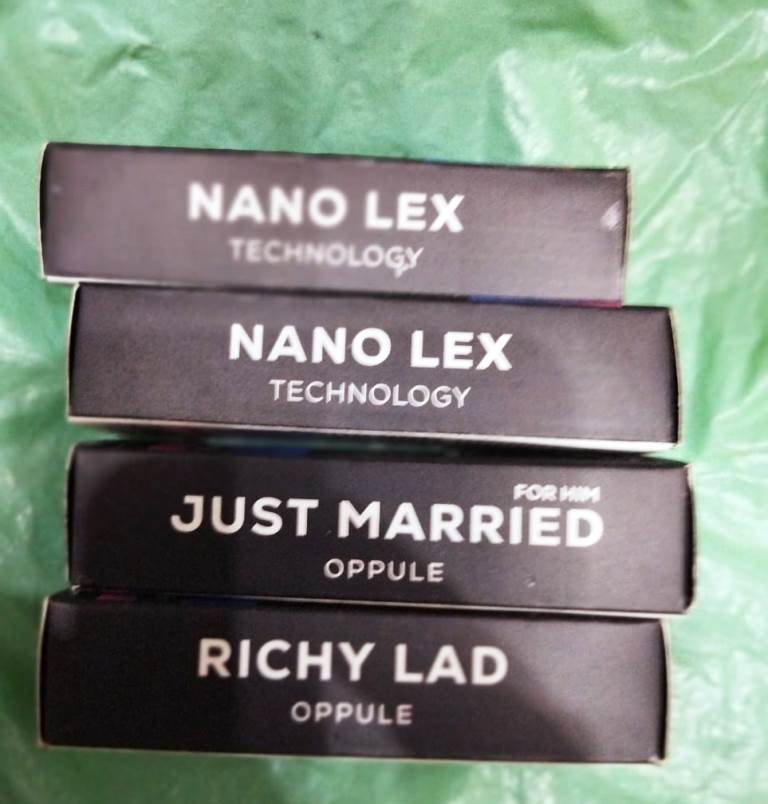 NANO LEX
TECHNOLOGY
NANO LEX
TECHNOLOGY
FOR HIM
JUST MARRIED
OPPULE
RICHY LAD
OPPULE